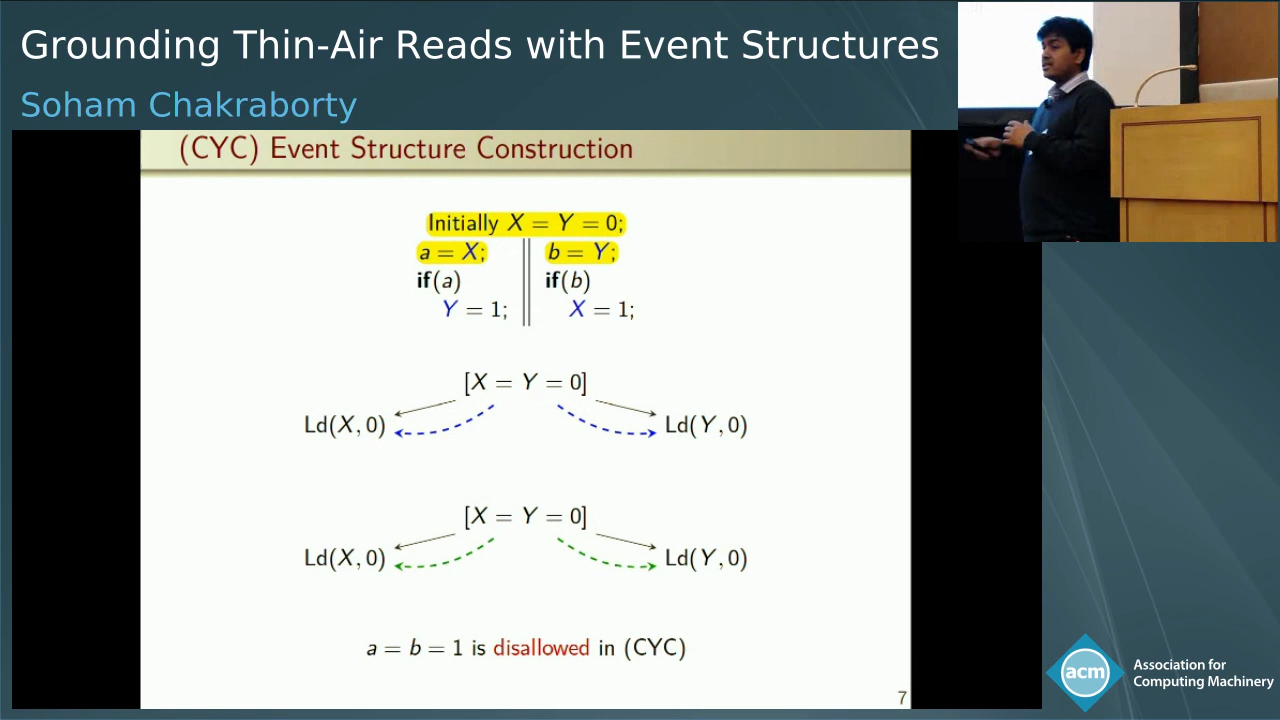 Grounding Thin-Air Reads with Event Structures
Soham Chakraborty
(CYC) Event Structure Construction
Initially X = Y = 0;
a = X; b = Y;
if(a) if(b)
Y = 1; X = 1;
[X = Y = 0]
Ld(X, 0) Ld(Y, 0)
[X = Y = 0]
Ld(X, 0) Ld(Y, 0)
a = b = 1 is disallowed in (CYC)
7
acm
Association for
Computing Machinery